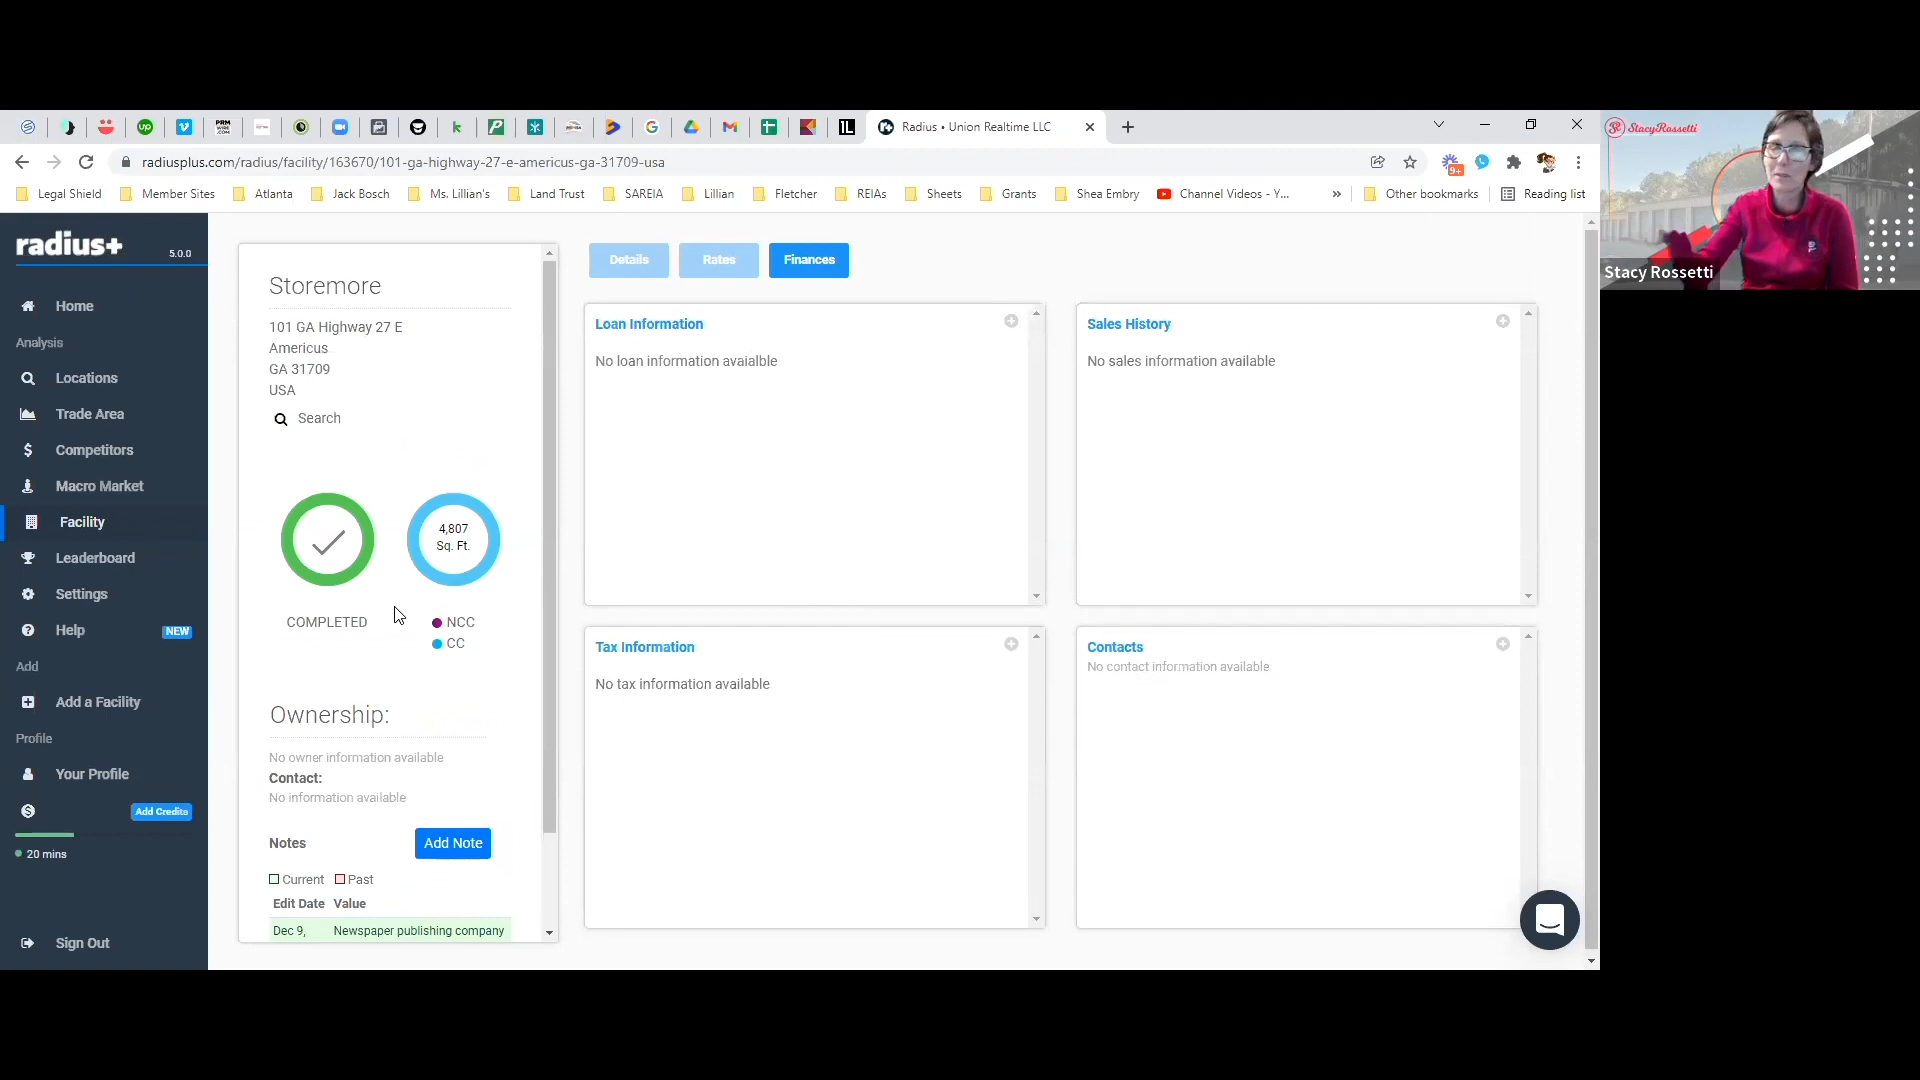 Radius • Union Realtime LLC
radiusplus.com/radius/facility/163670/101-ga-highway-27-e-americus-ga-31709-usa
9+
Legal Shield
Member Sites
Atlanta
Jack Bosch
Ms. Lillian's
Land Trust
SAREIA
Lillian
Fletcher
REIAs
Sheets
Grants
Shea Embry
Channel Videos - Y...
»
Other bookmarks
Reading list
StacyRossetti
Stacy Rossetti
radius+
5.0.0
Home
Analysis
Locations
Trade Area
Competitors
Macro Market
Facility
Leaderboard
Settings
Help
NEW
Add
Add a Facility
Profile
Your Profile
Add Credits
20 mins
Sign Out
Storemore
101 GA Highway 27 E
Americus
GA 31709
USA
Search
4,807
Sq. Ft.
COMPLETED
NCC
CC
Ownership:
No owner information available
Contact:
No information available
Notes
Add Note
Current
Past
Edit Date
Value
Dec 9,
Newspaper publishing company
Details
Rates
Finances
Loan Information
No loan information avaialble
Sales History
No sales information available
Tax Information
No tax information available
Contacts
No contact information available